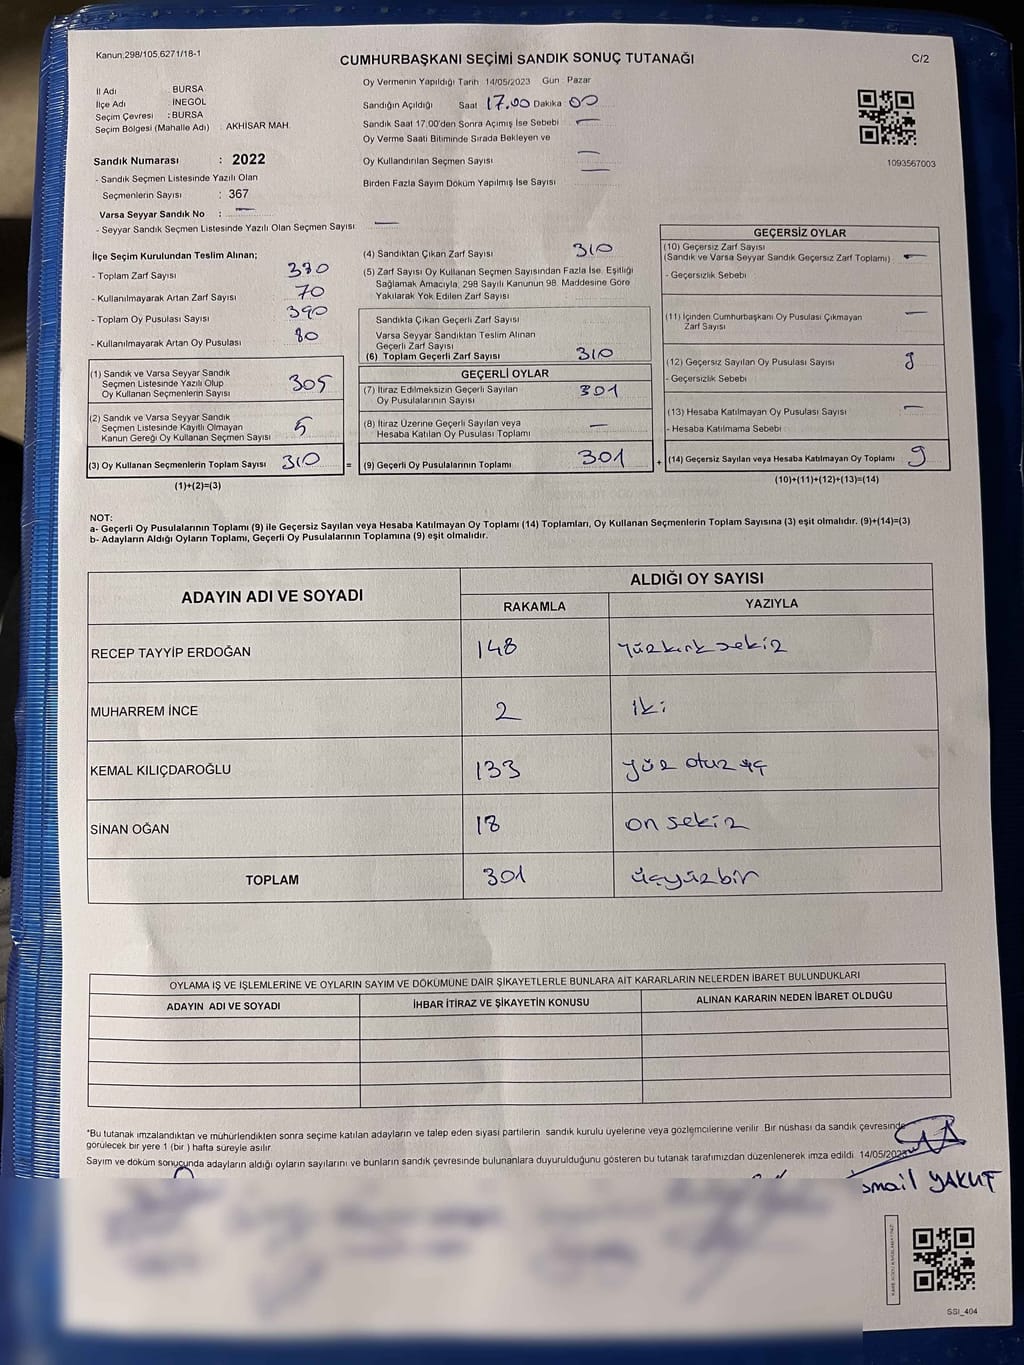 Kanun:298/105.6271/18-1
CUMHURBAŞKANI SEÇİMİ SANDIK SONUÇ TUTANAĞI
C/2
İl Adı BURSA
İlçe Adı İNEGÖL
Seçim Çevresi : BURSA
Seçim Bölgesi (Mahalle Adı) : AKHİSAR MAH.
Sandık Numarası : 2022
- Sandık Seçmen Listesinde Yazılı Olan
Seçmenlerin Sayısı : 367
Varsa Seyyar Sandık No : —
- Seyyar Sandık Seçmen Listesinde Yazılı Olan Seçmen Sayısı: —
Oy Vermenin Yapıldığı Tarih 14/05/2023 Gün : Pazar
Sandığın Açıldığı Saat 17.00 Dakika 00
Sandık Saat 17.00'den Sonra Açımış İse Sebebi —
Oy Verme Saati Bitiminde Sırada Bekleyen ve
Oy Kullandırılan Seçmen Sayısı —
Birden Fazla Sayım Döküm Yapılmış İse Sayısı —
1093567003
İlçe Seçim Kurulundan Teslim Alınan;
- Toplam Zarf Sayısı
- Kullanılmayarak Artan Zarf Sayısı 70
- Toplam Oy Pusulası Sayısı 390
- Kullanılmayarak Artan Oy Pusulası 80
(1) Sandık ve Varsa Seyyar Sandık
Seçmen Listesinde Yazılı Olup
Oy Kullanan Seçmenlerin Sayısı 305
(2) Sandık ve Varsa Seyyar Sandık
Seçmen Listesinde Kayıtlı Olmayan
Kanun Gereği Oy Kullanan Seçmen Sayısı 5
(3) Oy Kullanan Seçmenlerin Toplam Sayısı 310
(1)+(2)=(3)
(4) Sandıktan Çıkan Zarf Sayısı 310
(5) Zarf Sayısı Oy Kullanan Seçmen Sayısından Fazla İse. Eşitliği
Sağlamak Amacıyla, 298 Sayılı Kanunun 98. Maddesine Göre
Yakılarak Yok Edilen Zarf Sayısı
Sandıkta Çıkan Geçerli Zarf Sayısı
Varsa Seyyar Sandıktan Teslim Alınan
Geçerli Zarf Sayısı
(6) Toplam Geçerli Zarf Sayısı 310
GEÇERLİ OYLAR
(7) İtiraz Edilmeksizin Geçerli Sayılan
Oy Pusulalarının Sayısı 301
(8) İtiraz Üzerine Geçerli Sayılan veya
Hesaba Katılan Oy Pusulası Toplamı —
= (9) Geçerli Oy Pusulalarının Toplamı 301
GEÇERSİZ OYLAR
(10) Geçersiz Zarf Sayısı
(Sandık ve Varsa Seyyar Sandık Geçersiz Zarf Toplamı) —
- Geçersizlik Sebebi
(11) İçinden Cumhurbaşkanı Oy Pusulası Çıkmayan
Zarf Sayısı —
(12) Geçersiz Sayılan Oy Pusulası Sayısı 9
- Geçersizlik Sebebi
(13) Hesaba Katılmayan Oy Pusulası Sayısı —
- Hesaba Katılmama Sebebi
+ (14) Geçersiz Sayılan veya Hesaba Katılmayan Oy Toplamı 9
(10)+(11)+(12)+(13)=(14)
NOT:
a- Geçerli Oy Pusulalarının Toplamı (9) ile Geçersiz Sayılan veya Hesaba Katılmayan Oy Toplamı (14) Toplamları, Oy Kullanan Seçmenlerin Toplam Sayısına (3) eşit olmalıdır. (9)+(14)=(3)
b- Adayların Aldığı Oyların Toplamı, Geçerli Oy Pusulalarının Toplamına (9) eşit olmalıdır.
ADAYIN ADI VE SOYADI
ALDIĞI OY SAYISI
RAKAMLA YAZIYLA
RECEP TAYYİP ERDOĞAN 148 yüzkırk sekiz
MUHARREM İNCE 2 iki
KEMAL KILIÇDAROĞLU 133 yüz otuz üç
SİNAN OĞAN 18 on sekiz
TOPLAM 301 üçyüzbir
OYLAMA İŞ VE İŞLEMLERİNE VE OYLARIN SAYIM VE DÖKÜMÜNE DAİR ŞİKAYETLERLE BUNLARA AİT KARARLARIN NELERDEN İBARET BULUNDUKLARI
ADAYIN ADI VE SOYADI İHBAR İTİRAZ VE ŞİKAYETİN KONUSU ALINAN KARARIN NEDEN İBARET OLDUĞU
*Bu tutanak imzalandıktan ve mühürlendikten sonra seçime katılan adayların ve talep eden siyasi partilerin sandık kurulu üyelerine veya gözlemcilerine verilir. Bir nüshası da sandık çevresinde
görülecek bir yere 1 (bir ) hafta süreyle asılır.
Sayım ve döküm sonucunda adayların aldığı oyların sayılarını ve bunların sandık çevresinde bulunanlara duyurulduğunu gösteren bu tutanak tarafımızdan düzenlenerek imza edildi. 14/05/2023
İsmail YAKUT
SSI_404